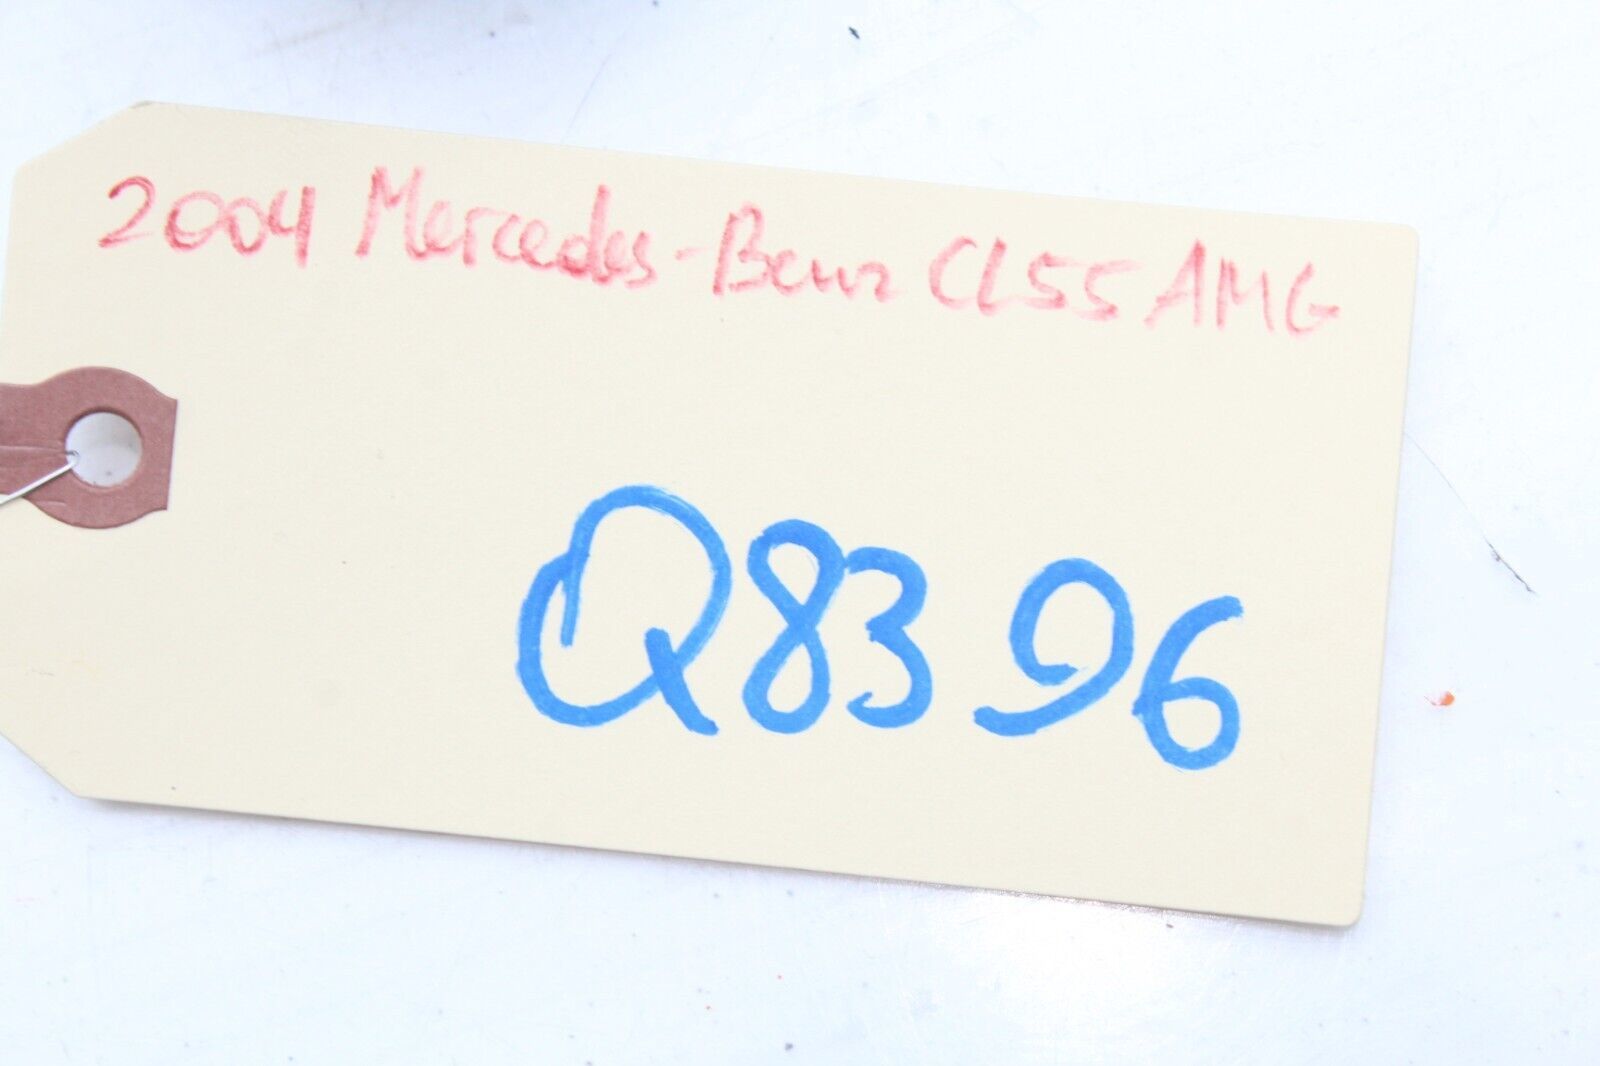 2004 Mercedes-Benz CL55 AMG
Q8396